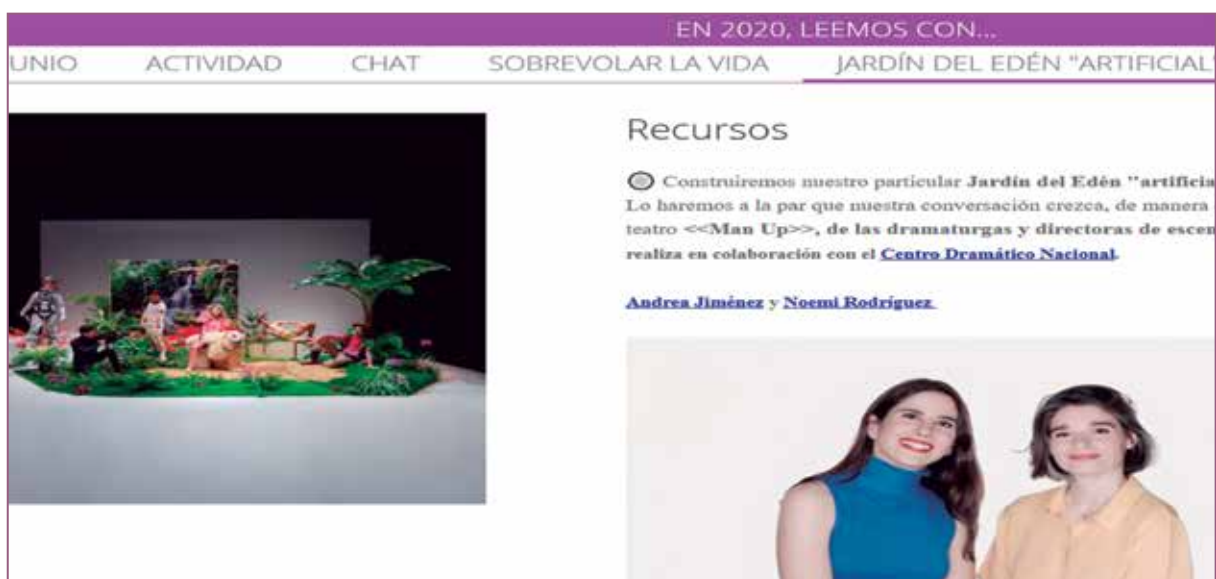 EN 2020, LEEMOS CON...
UNIO ACTIVIDAD CHAT SOBREVOLAR LA VIDA JARDÍN DEL EDÉN "ARTIFICIAL"
Recursos
Construiremos nuestro particular Jardín del Edén "artificia
Lo haremos a la par que nuestra conversación crezca, de manera
teatro <<Man Up>>, de las dramaturgas y directoras de escen
realiza en colaboración con el Centro Dramático Nacional.
Andrea Jiménez y Noemi Rodríguez